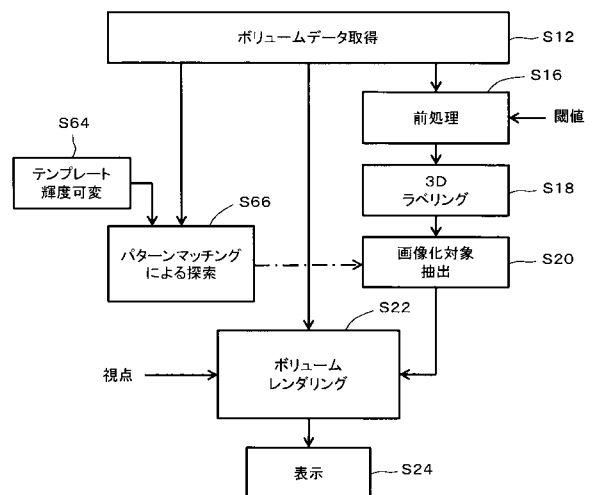 ボリュームデータ取得
S12
S16
前処理
閾値
S64
テンプレート
輝度可変
3D
ラベリング
S18
S66
パターンマッチング
による探索
画像化対象
抽出
S20
S22
ボリューム
レンダリング
視点
表示
S24